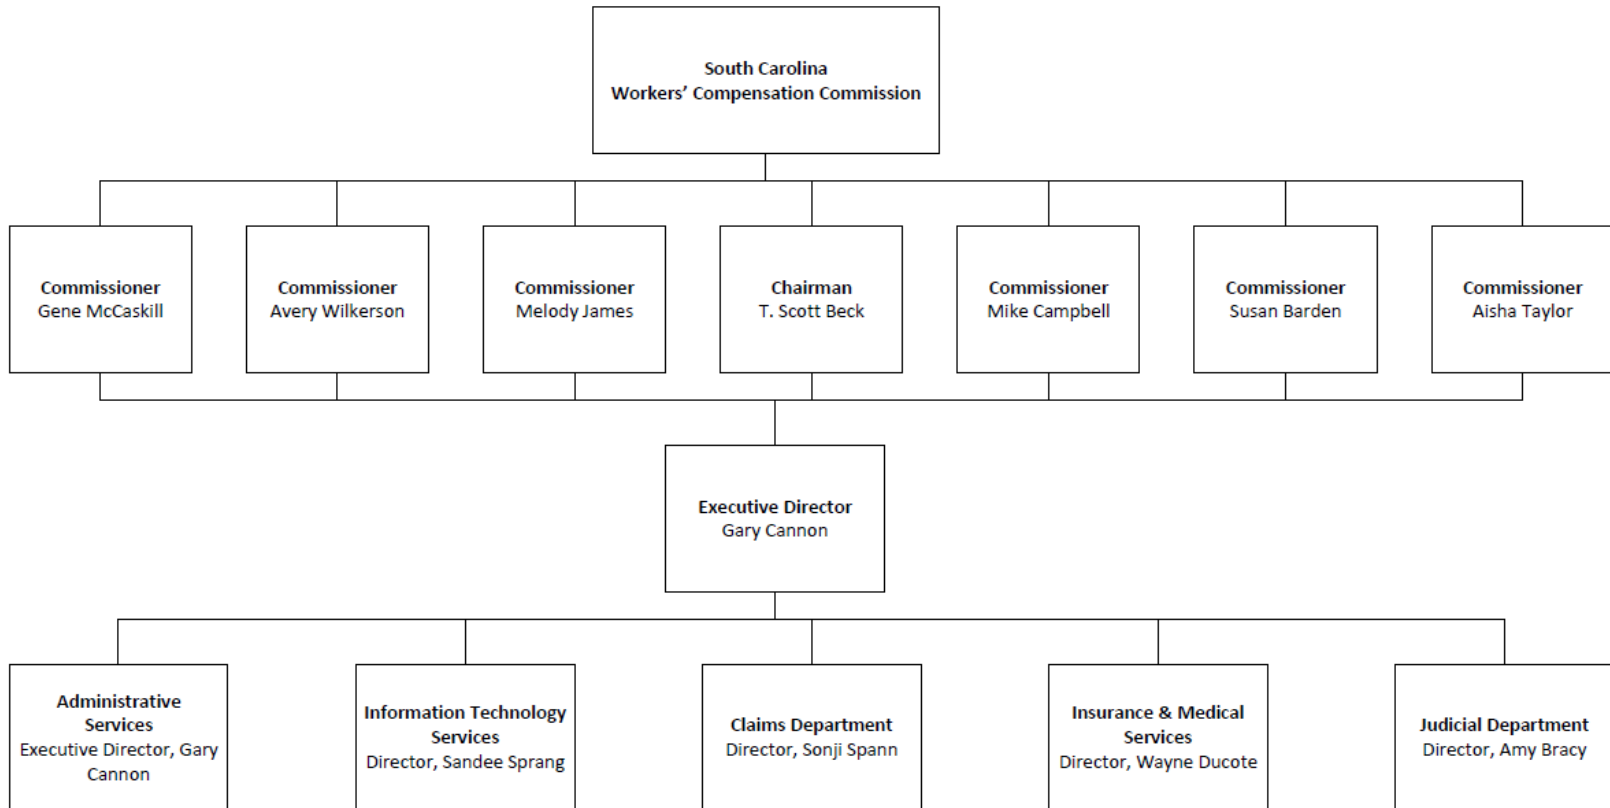 South Carolina
Workers’ Compensation Commission
Commissioner
Gene McCaskill
Commissioner
Avery Wilkerson
Commissioner
Melody James
Chairman
T. Scott Beck
Commissioner
Mike Campbell
Commissioner
Susan Barden
Commissioner
Aisha Taylor
Executive Director
Gary Cannon
Administrative
Services
Executive Director, Gary
Cannon
Information Technology
Services
Director, Sandee Sprang
Claims Department
Director, Sonji Spann
Insurance & Medical
Services
Director, Wayne Ducote
Judicial Department
Director, Amy Bracy